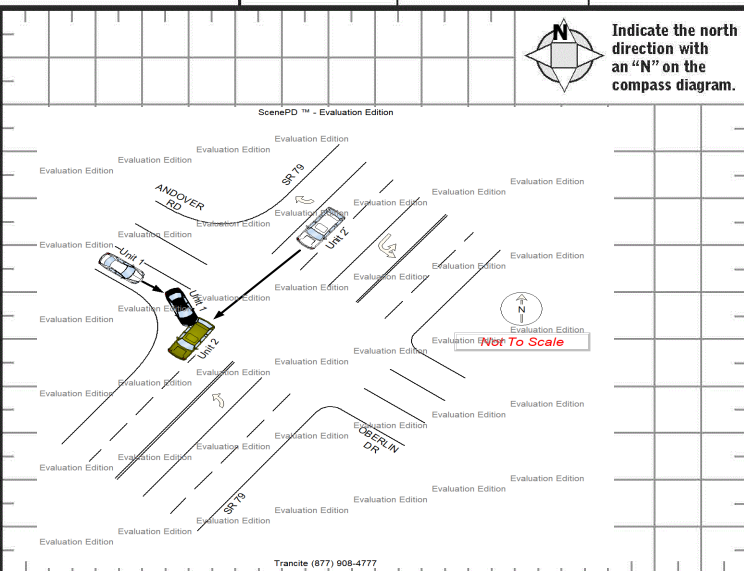 N
Indicate the north
direction with
an “N” on the
compass diagram.
ScenePD ™ - Evaluation Edition
Evaluation Edition
Evaluation Edition
Evaluation Edition
Evaluation Edition
SR 79
Evaluation Edition
Evaluation Edition
ANDOVER
RD
Evaluation Edition
Evaluation Edition
Evaluation Edition
Unit 2
Evaluation Edition
Evaluation Edition
Unit 1
Evaluation Edition
Evaluation Edition
Unit 1
Evaluation Edition
Evaluation Edition
N
Evaluation Edition
Evaluation Edition
Evaluation Edition
Not To Scale
Unit 2
Evaluation Edition
Evaluation Edition
Evaluation Edition
Evaluation Edition
Evaluation Edition
Evaluation Edition
Evaluation Edition
Evaluation Edition
Evaluation Edition
OBERLIN
DR
Evaluation Edition
Evaluation Edition
Evaluation Edition
Evaluation Edition
Evaluation Edition
Evaluation Edition
SR 79
Evaluation Edition
Evaluation Edition
Evaluation Edition
Evaluation Edition
Trancite (877) 908-4777